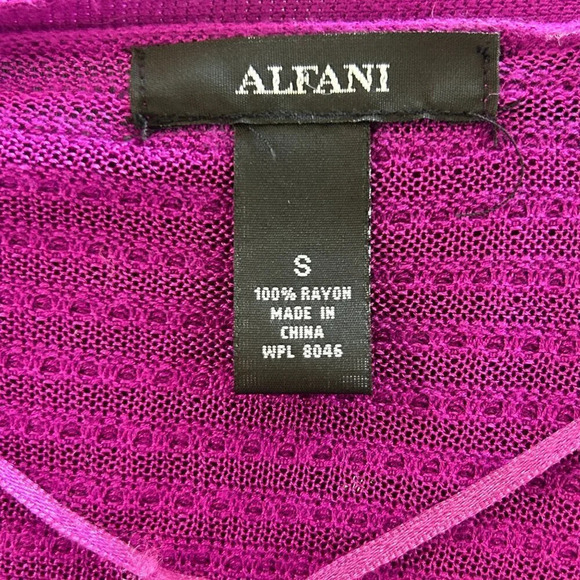 ALFANI
S
100% RAYON
MADE IN
CHINA
WPL 8046